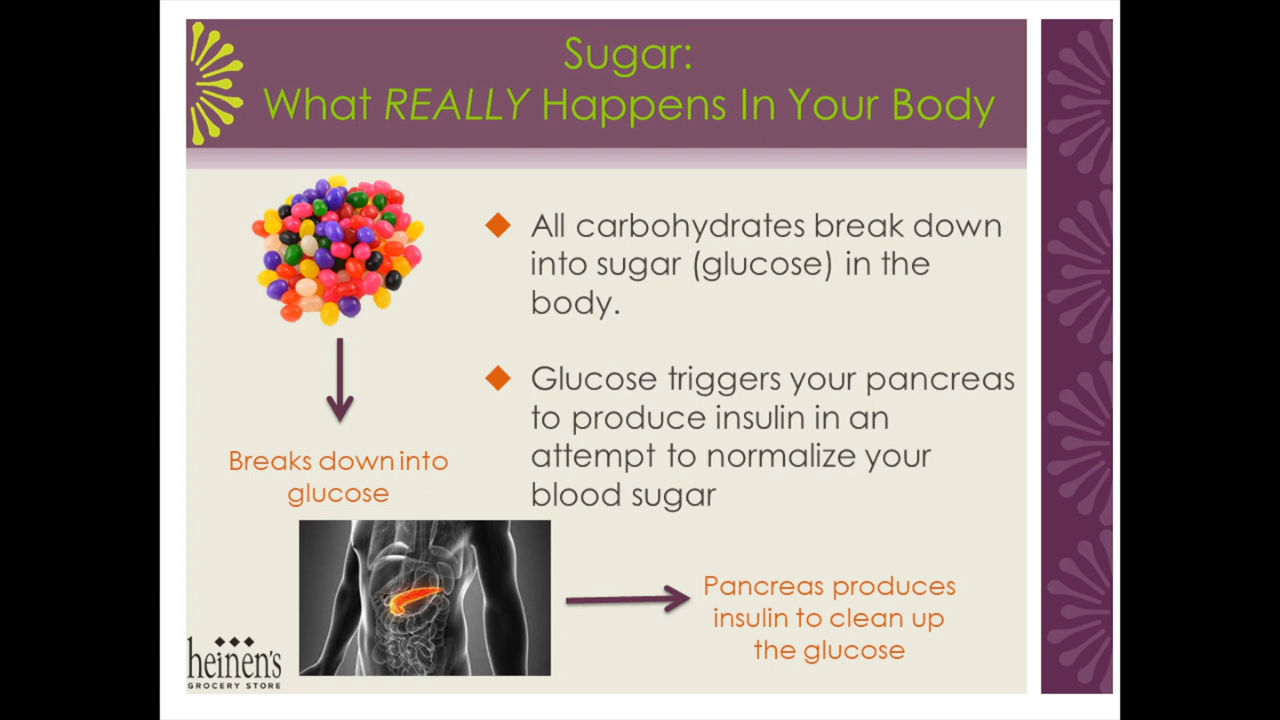 Sugar:
What REALLY Happens In Your Body
All carbohydrates break down
into sugar (glucose) in the
body.
Glucose triggers your pancreas
to produce insulin in an
attempt to normalize your
blood sugar
Breaks down into
glucose
Pancreas produces
insulin to clean up
the glucose
heinen's
GROCERY STORE